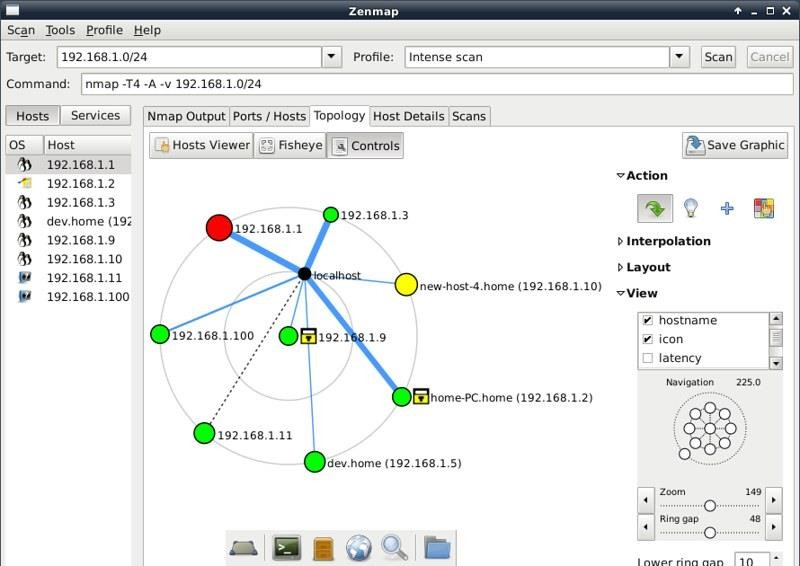 Zenmap
Scan Tools Profile Help
Target: 192.168.1.0/24 Profile: Intense scan Scan Cancel
Command: nmap -T4 -A -v 192.168.1.0/24
Hosts Services
OS Host
192.168.1.1
192.168.1.2
192.168.1.3
dev.home (192
192.168.1.9
192.168.1.10
192.168.1.11
192.168.1.100
Nmap Output Ports / Hosts Topology Host Details Scans
Hosts Viewer Fisheye Controls Save Graphic
192.168.1.1
192.168.1.3
localhost
new-host-4.home (192.168.1.10)
192.168.1.100
192.168.1.9
home-PC.home (192.168.1.2)
192.168.1.11
dev.home (192.168.1.5)
Action
Interpolation
Layout
View
hostname
icon
latency
Navigation 225.0
Zoom 149
Ring gap 48
Lower ring gap 10